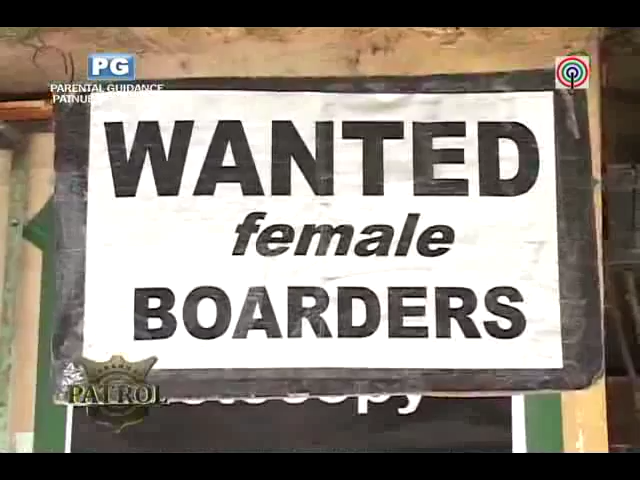 PG
PARENTAL GUIDANCE
WANTED
female
BOARDERS
PATROL